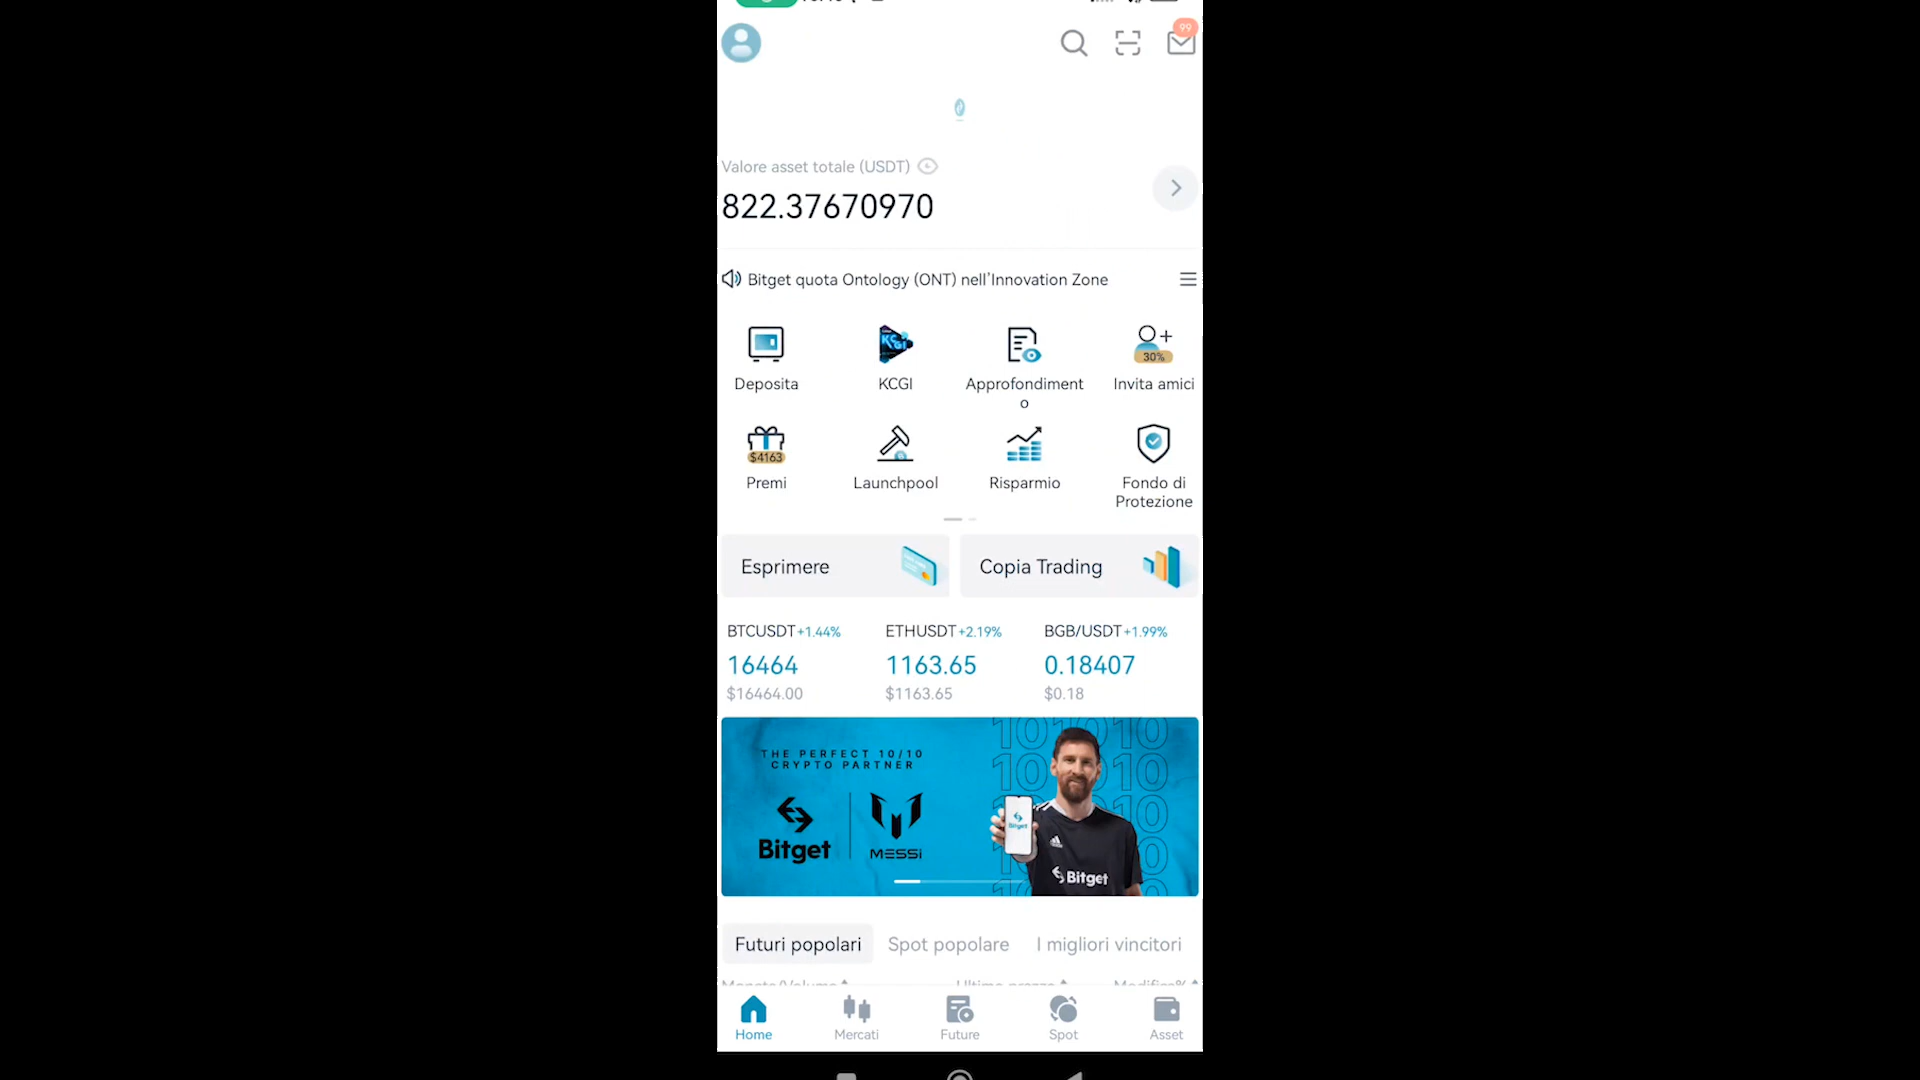 99
Valore asset totale (USDT)
822.37670970
Bitget quota Ontology (ONT) nell'Innovation Zone
30%
Deposita KCGI Approfondiment
o Invita amici
$4163
Premi Launchpool Risparmio Fondo di
Protezione
Esprimere Copia Trading
BTCUSDT+1.44% ETHUSDT+2.19% BGB/USDT+1.99%
16464 1163.65 0.18407
$16464.00 $1163.65 $0.18
THE PERFECT 10/10
CRYPTO PARTNER
Bitget MESSI
Bitget
Bitget
Futuri popolari Spot popolare I migliori vincitori
Home Mercati Future Spot Asset